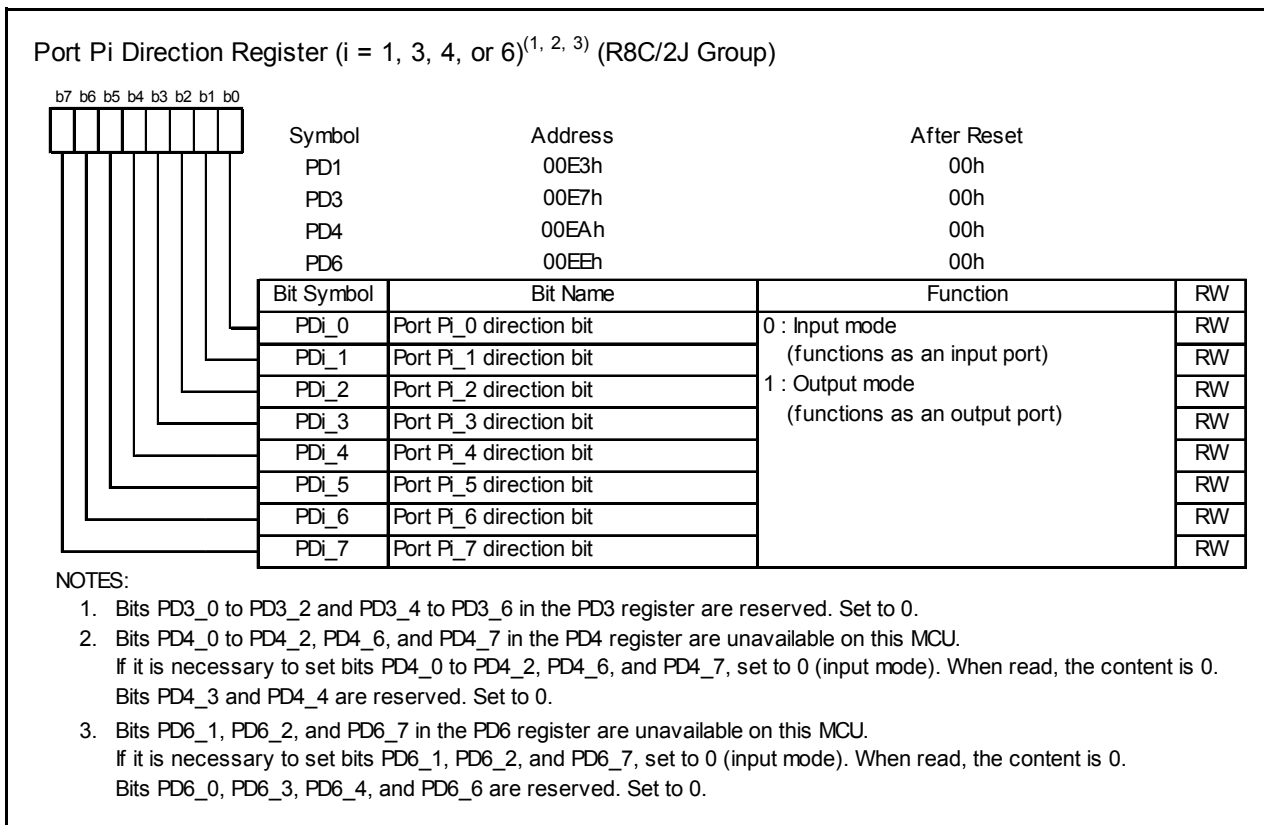 Port Pi Direction Register (i = 1, 3, 4, or 6)(1, 2, 3) (R8C/2J Group)
b7 b6 b5 b4 b3 b2 b1 b0
Symbol Address After Reset
PD1 00E3h 00h
PD3 00E7h 00h
PD4 00EAh 00h
PD6 00EEh 00h
Bit Symbol Bit Name Function RW
PDi_0 Port Pi_0 direction bit 0 : Input mode RW
PDi_1 Port Pi_1 direction bit (functions as an input port) RW
PDi_2 Port Pi_2 direction bit 1 : Output mode RW
PDi_3 Port Pi_3 direction bit (functions as an output port) RW
PDi_4 Port Pi_4 direction bit RW
PDi_5 Port Pi_5 direction bit RW
PDi_6 Port Pi_6 direction bit RW
PDi_7 Port Pi_7 direction bit RW
NOTES:
1. Bits PD3_0 to PD3_2 and PD3_4 to PD3_6 in the PD3 register are reserved. Set to 0.
2. Bits PD4_0 to PD4_2, PD4_6, and PD4_7 in the PD4 register are unavailable on this MCU.
If it is necessary to set bits PD4_0 to PD4_2, PD4_6, and PD4_7, set to 0 (input mode). When read, the content is 0.
Bits PD4_3 and PD4_4 are reserved. Set to 0.
3. Bits PD6_1, PD6_2, and PD6_7 in the PD6 register are unavailable on this MCU.
If it is necessary to set bits PD6_1, PD6_2, and PD6_7, set to 0 (input mode). When read, the content is 0.
Bits PD6_0, PD6_3, PD6_4, and PD6_6 are reserved. Set to 0.